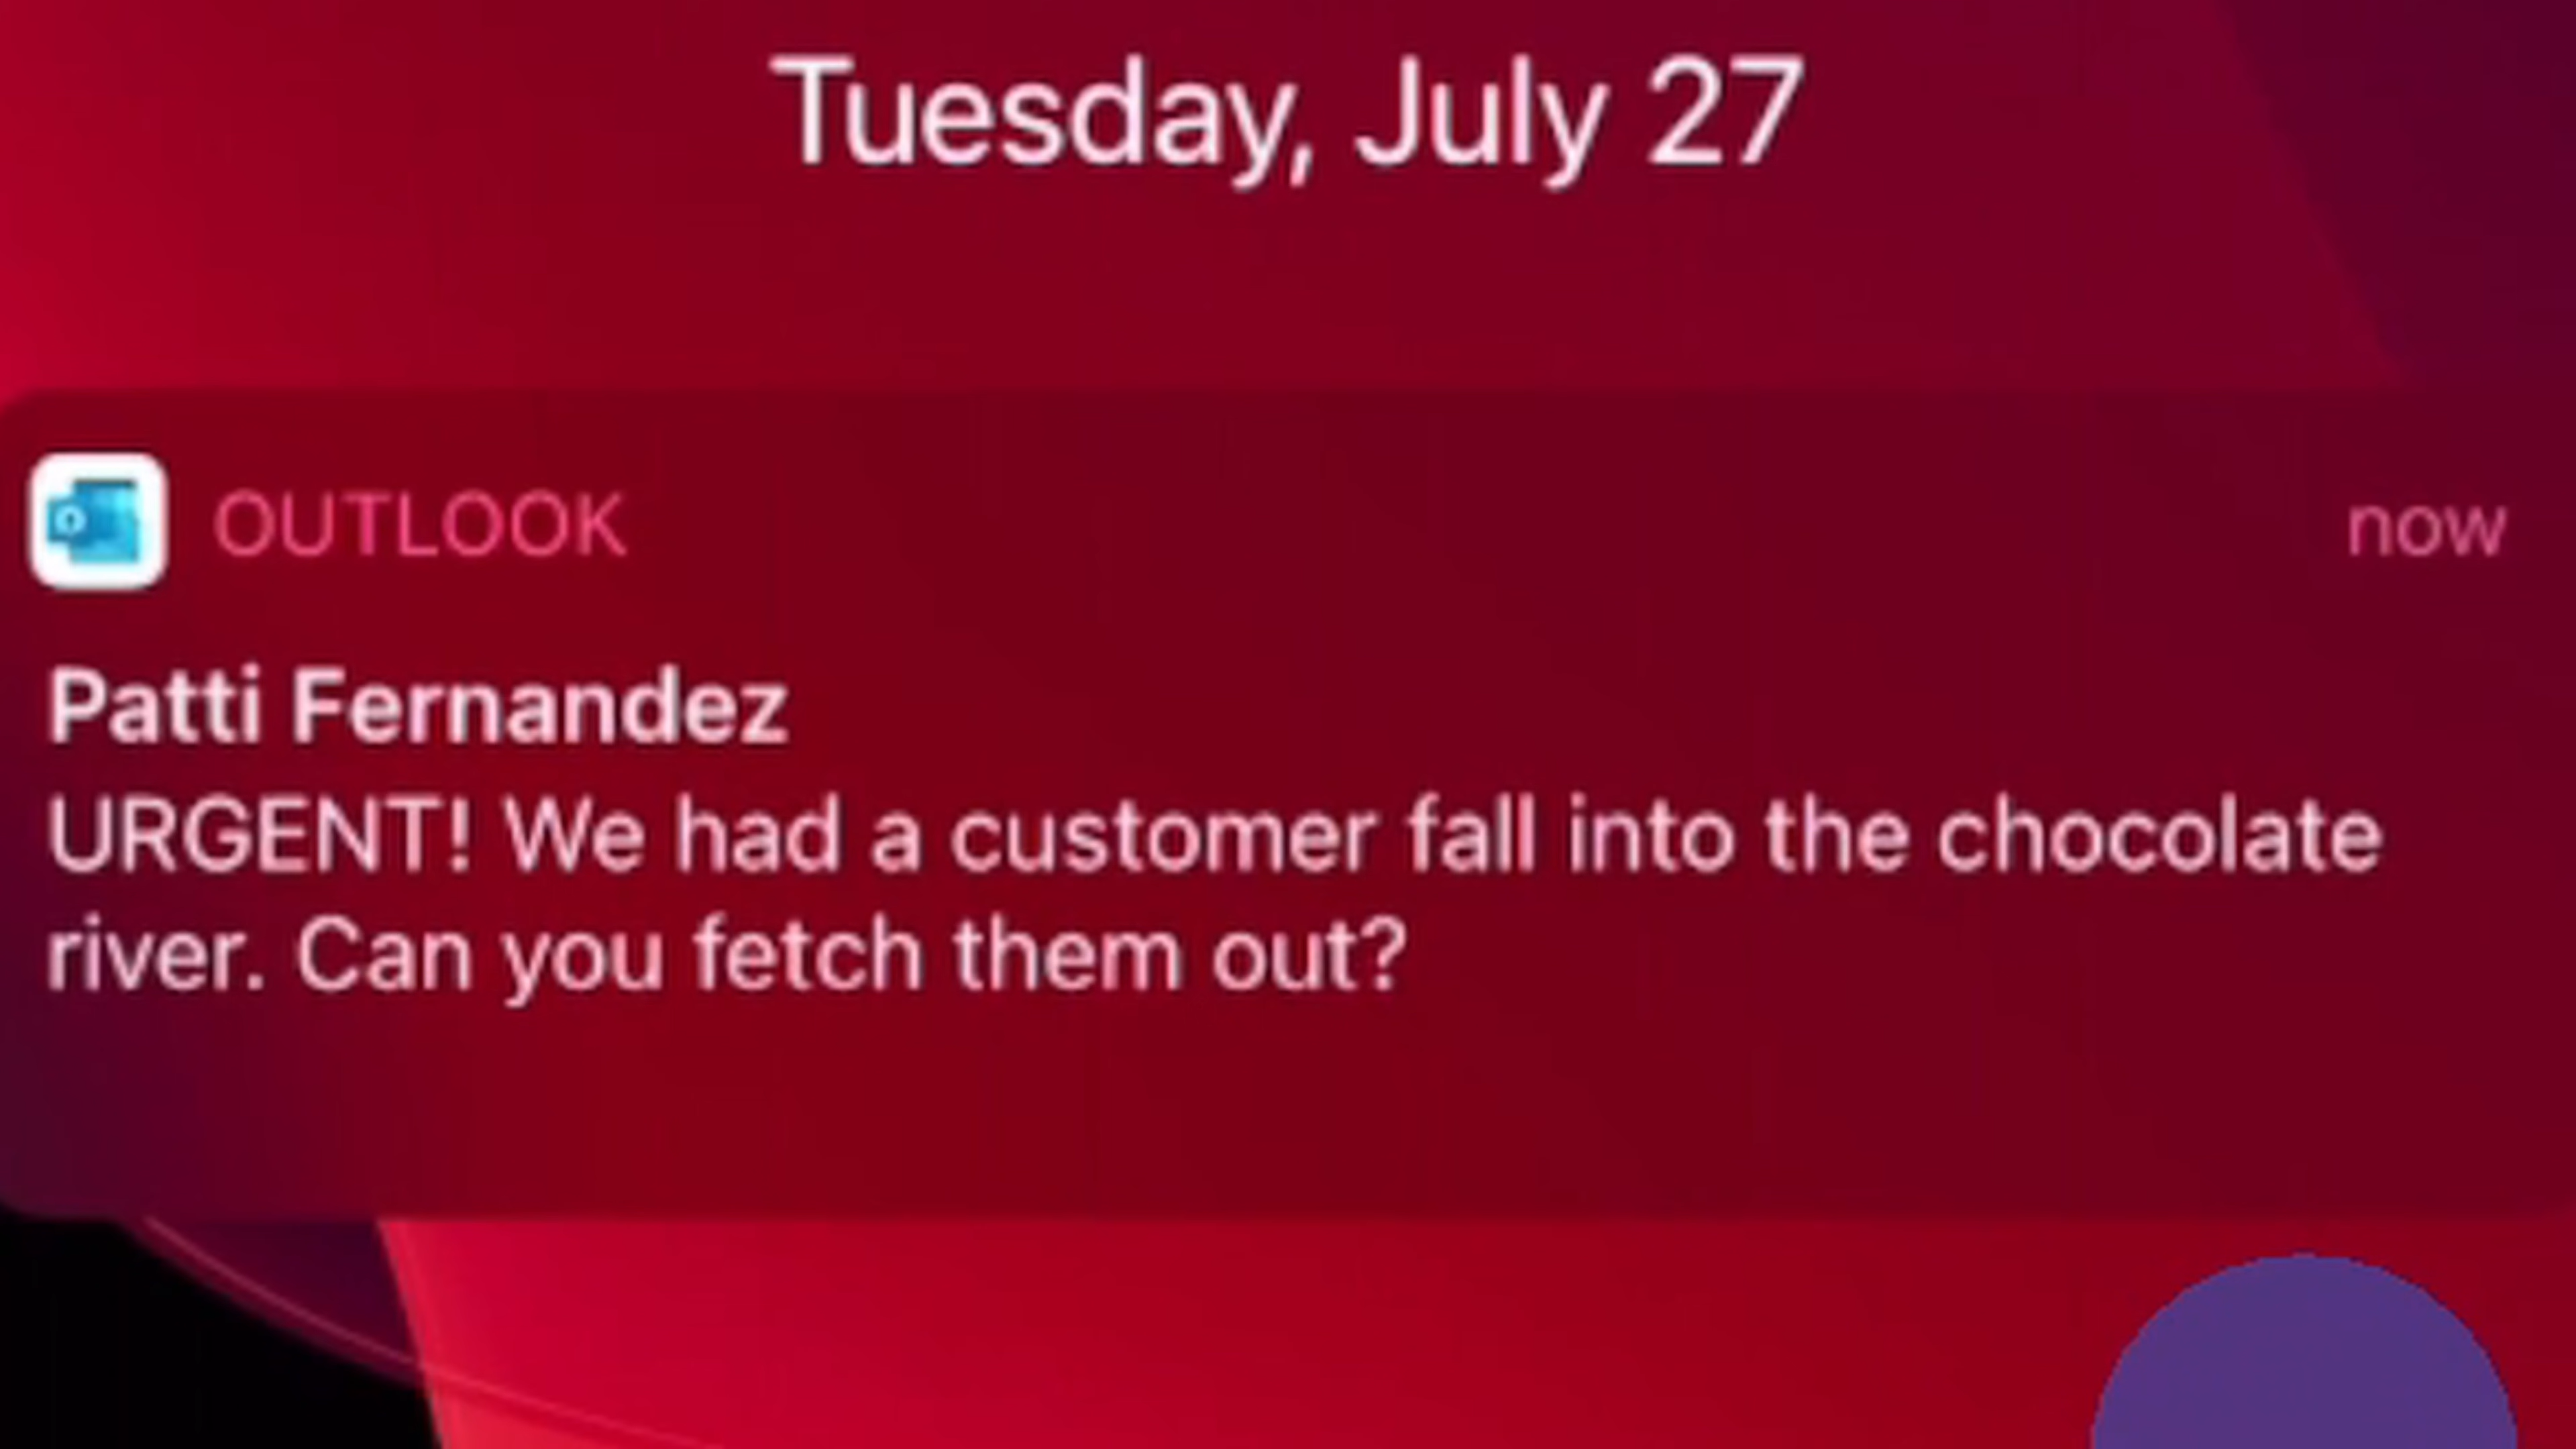 Tuesday, July 27
OUTLOOK
now
Patti Fernandez
URGENT! We had a customer fall into the chocolate
river. Can you fetch them out?